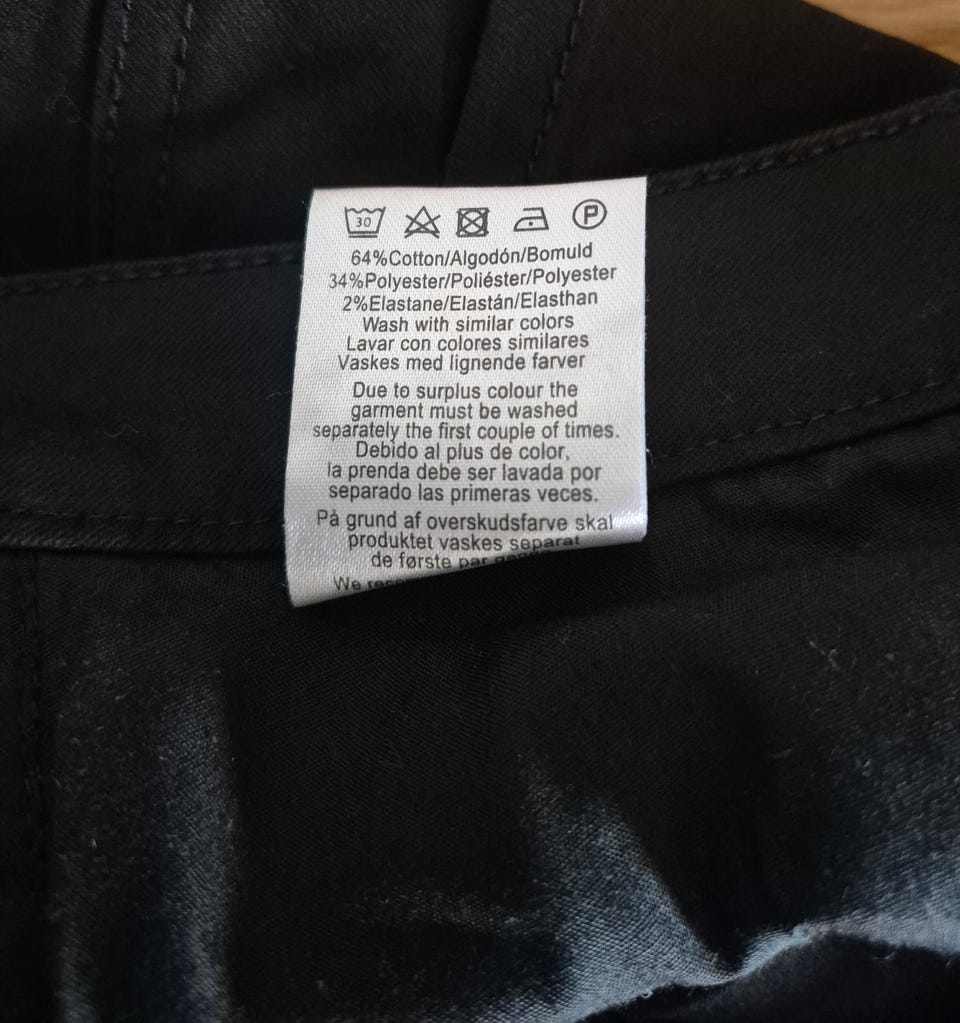 30 P
64%Cotton/Algodón/Bomuld
34%Polyester/Poliéster/Polyester
2%Elastane/Elastán/Elasthan
Wash with similar colors
Lavar con colores similares
Vaskes med lignende farver
Due to surplus colour the
garment must be washed
separately the first couple of times.
Debido al plus de color,
la prenda debe ser lavada por
separado las primeras veces.
På grund af overskudsfarve skal
produktet vaskes separat
de første par
We